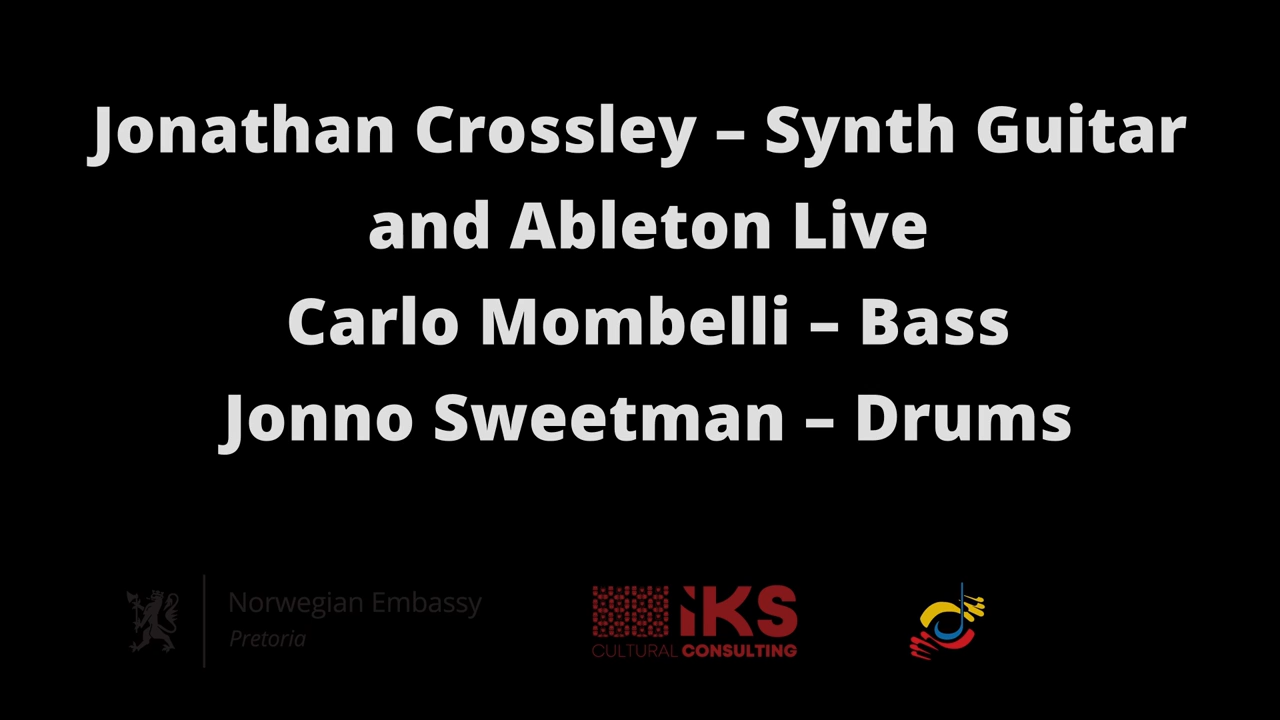 Jonathan Crossley – Synth Guitar
and Ableton Live
Carlo Mombelli – Bass
Jonno Sweetman – Drums
Norwegian Embassy
Pretoria
iKS
CULTURAL CONSULTING